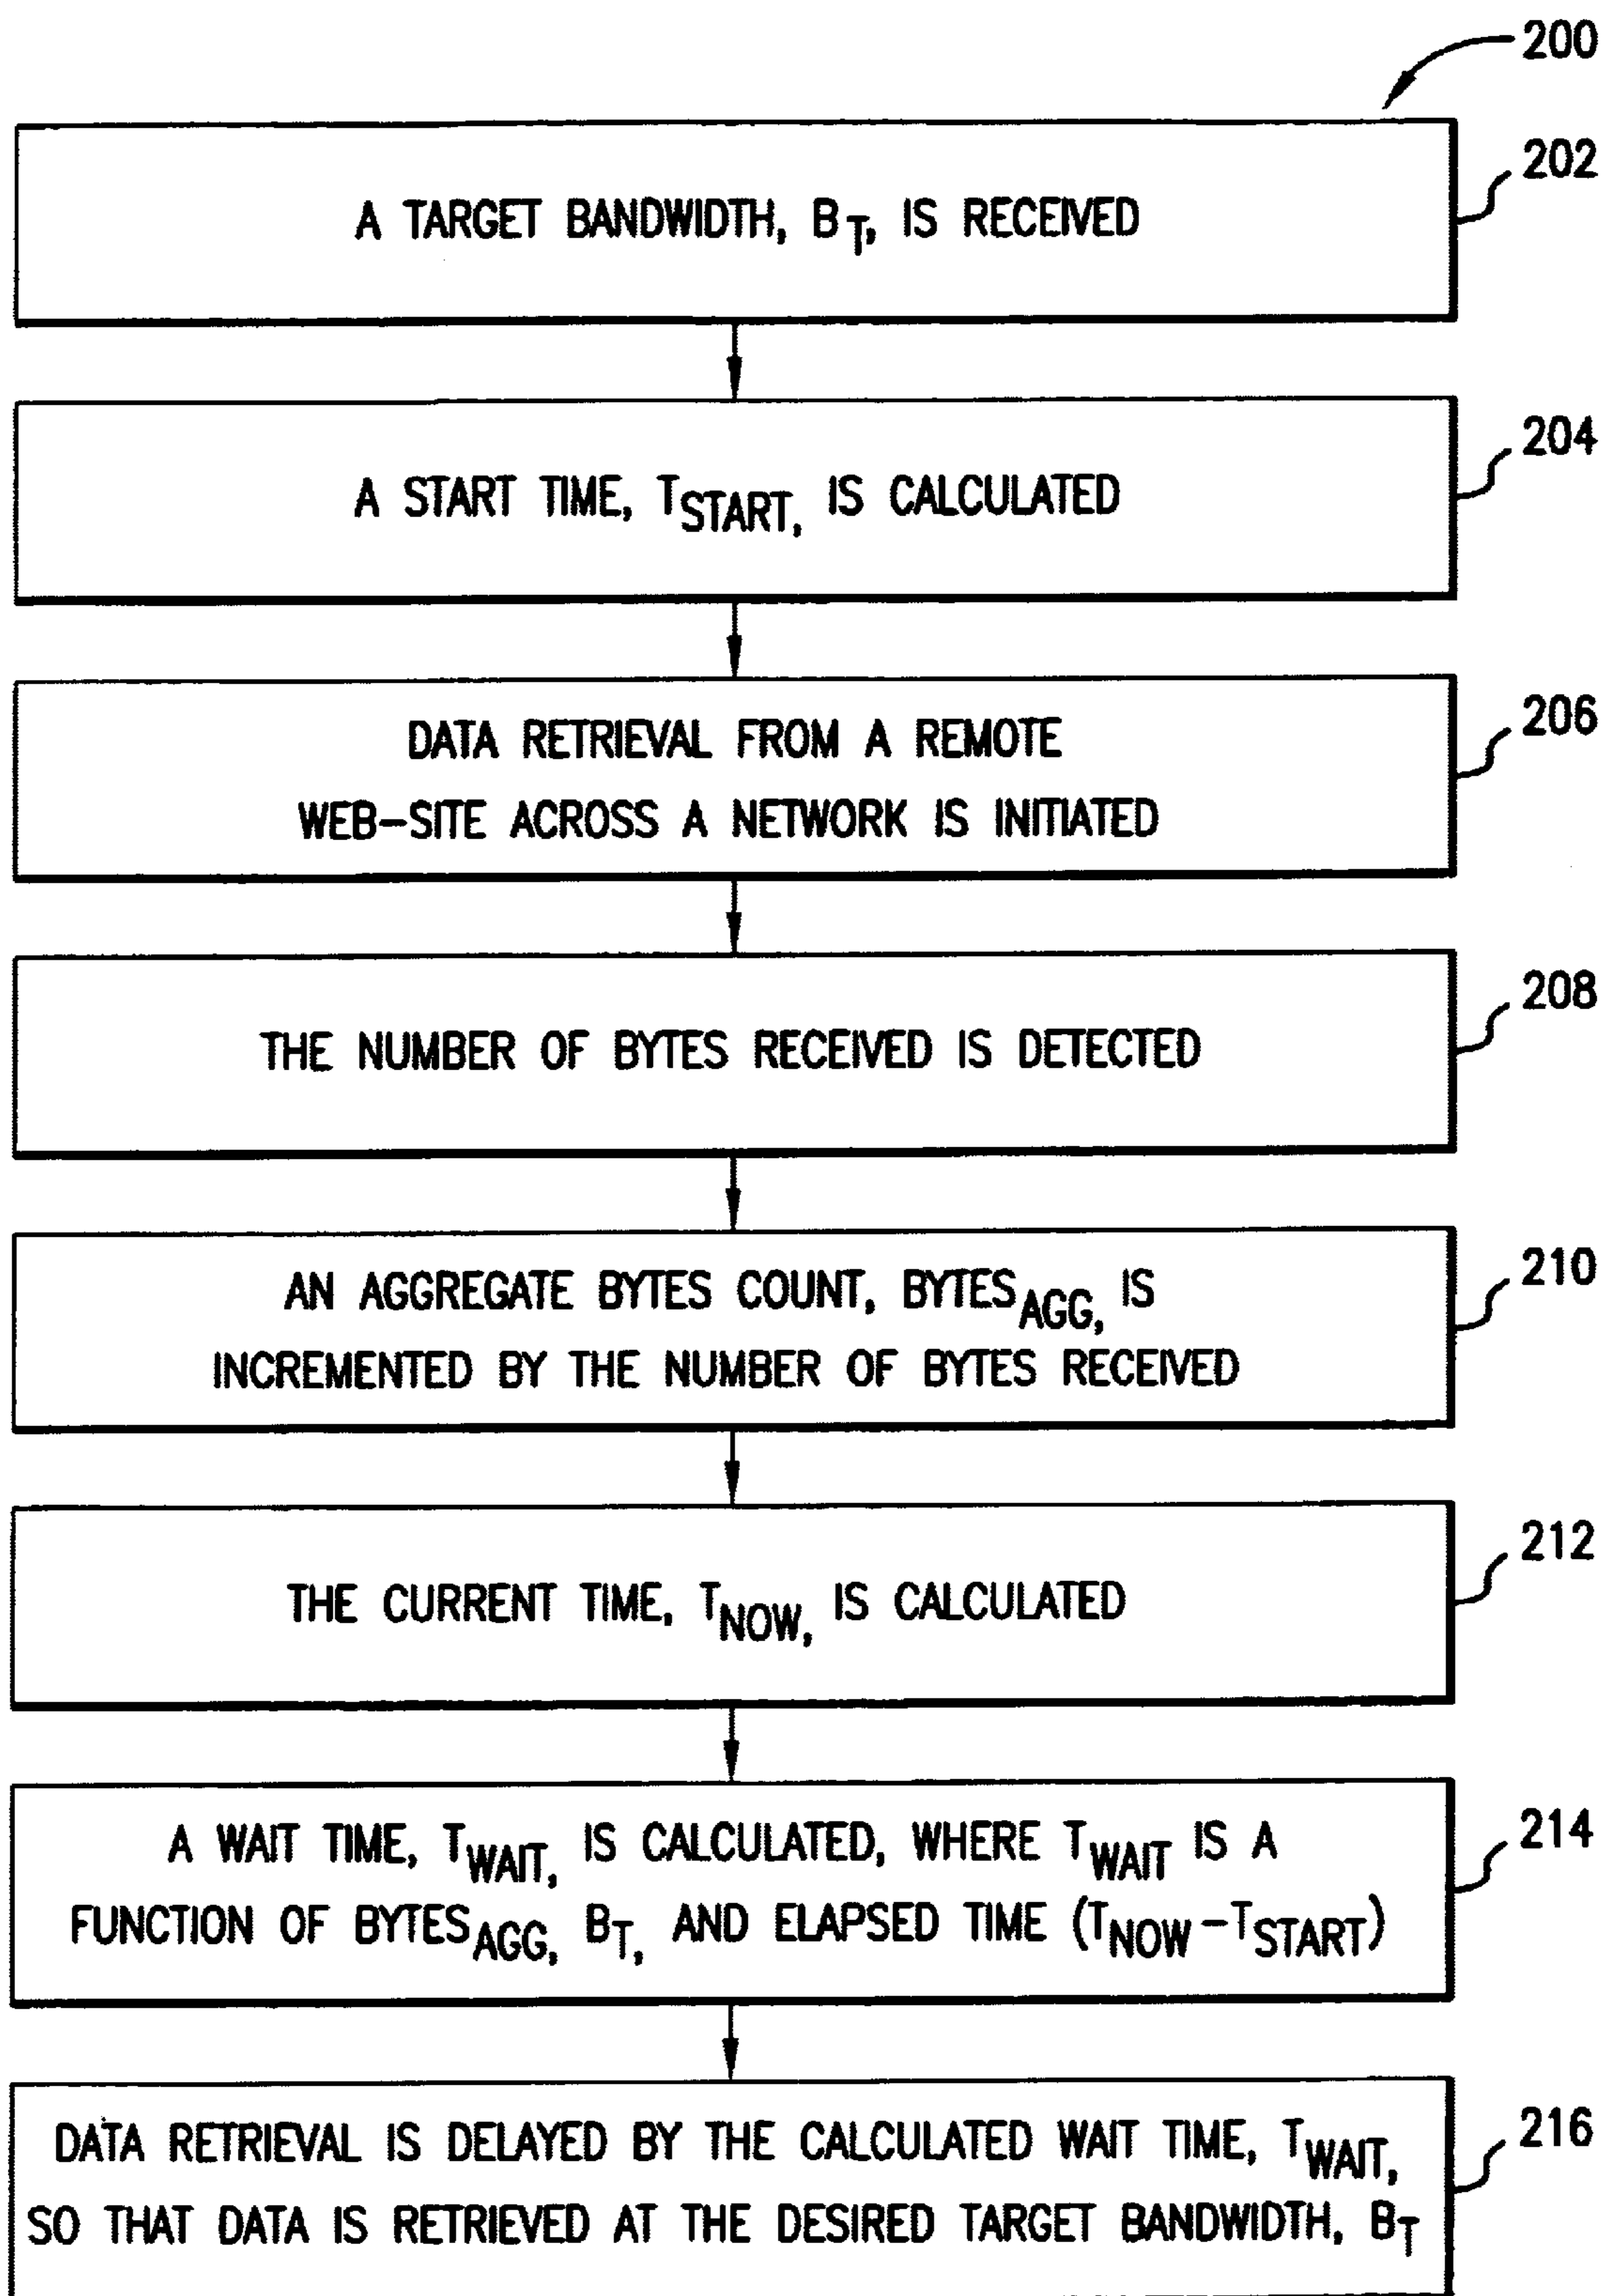 200
A TARGET BANDWIDTH, BT, IS RECEIVED
202
A START TIME, TSTART, IS CALCULATED
204
DATA RETRIEVAL FROM A REMOTE
WEB-SITE ACROSS A NETWORK IS INITIATED
206
THE NUMBER OF BYTES RECEIVED IS DETECTED
208
AN AGGREGATE BYTES COUNT, BYTESAGG, IS
INCREMENTED BY THE NUMBER OF BYTES RECEIVED
210
THE CURRENT TIME, TNOW, IS CALCULATED
212
A WAIT TIME, TWAIT, IS CALCULATED, WHERE TWAIT IS A
FUNCTION OF BYTESAGG, BT, AND ELAPSED TIME (TNOW-TSTART)
214
DATA RETRIEVAL IS DELAYED BY THE CALCULATED WAIT TIME, TWAIT,
SO THAT DATA IS RETRIEVED AT THE DESIRED TARGET BANDWIDTH, BT
216